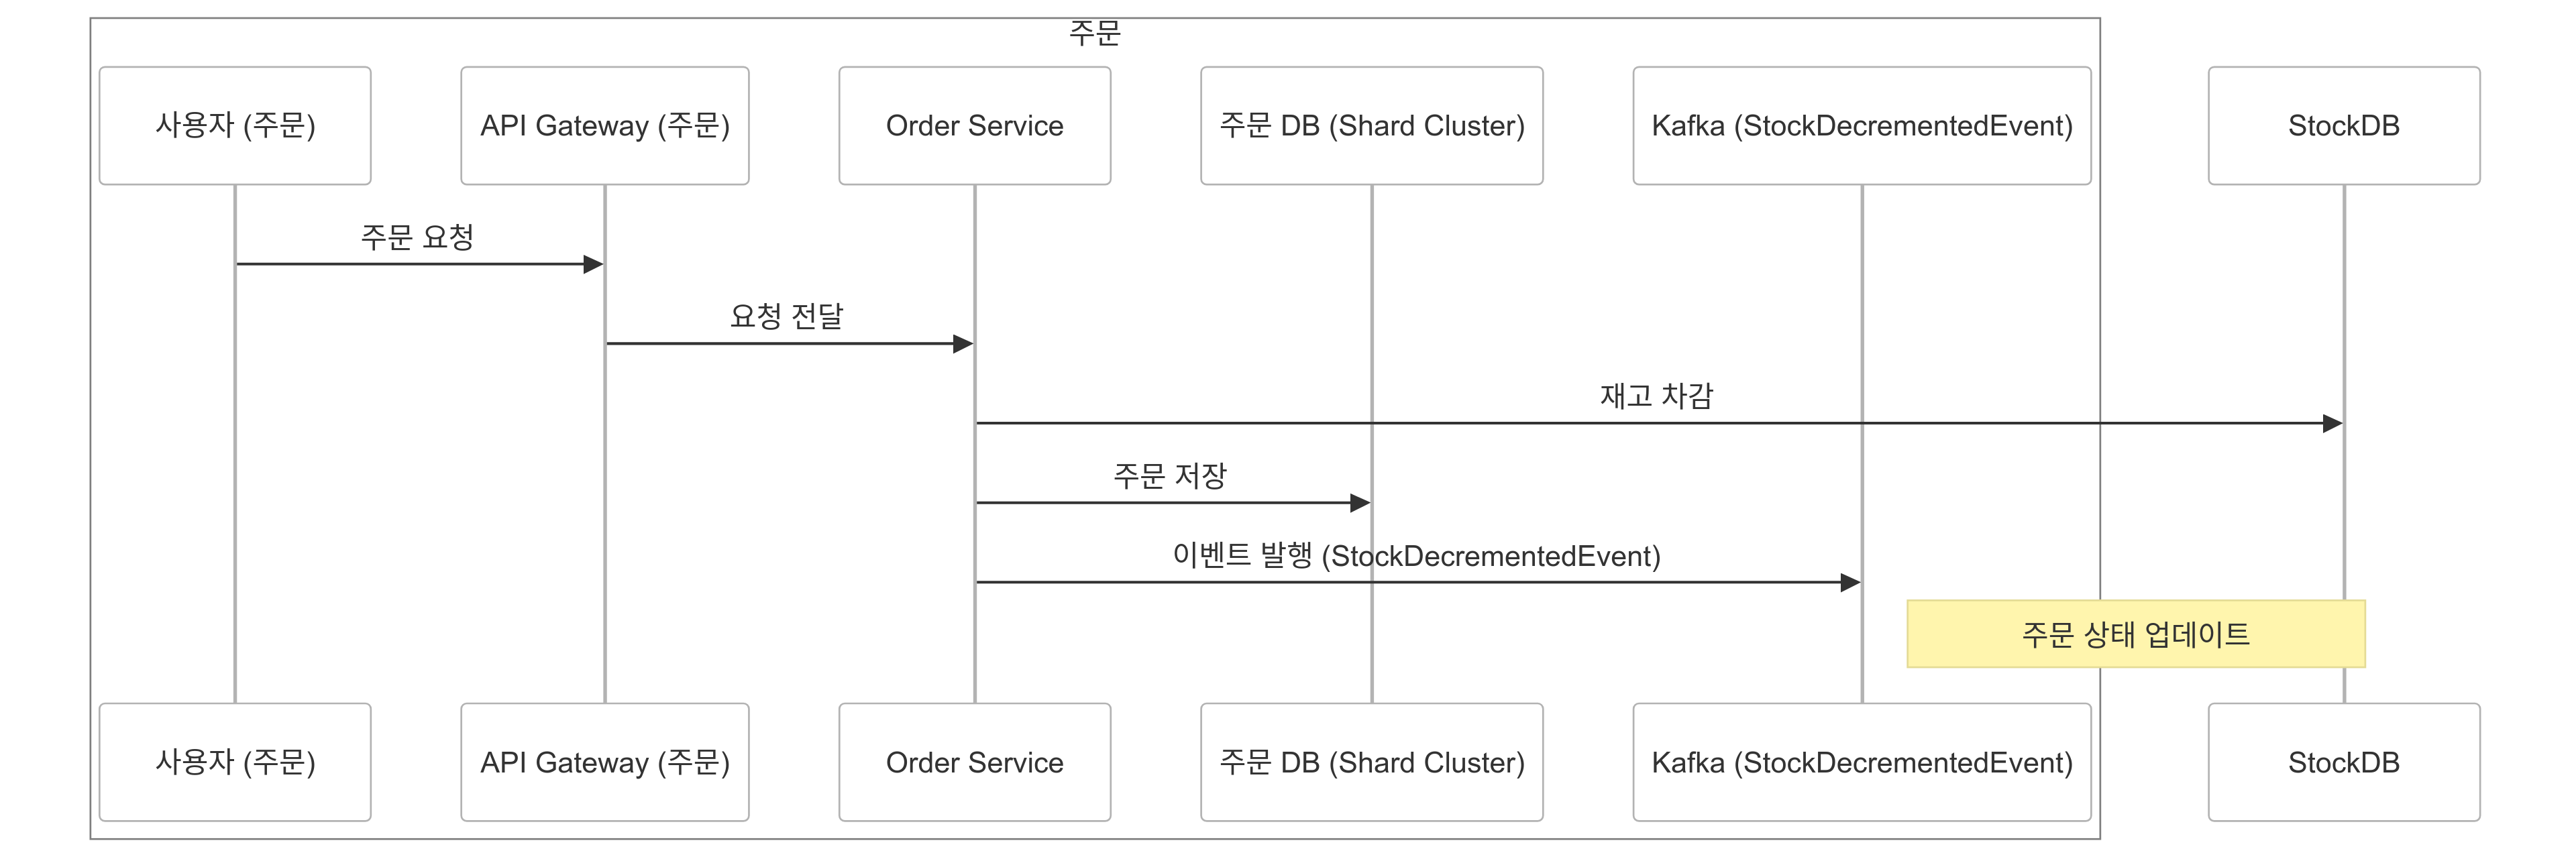 주문
사용자 (주문)
API Gateway (주문)
Order Service
주문 DB (Shard Cluster)
Kafka (StockDecrementedEvent)
StockDB
주문 요청
요청 전달
재고 차감
주문 저장
이벤트 발행 (StockDecrementedEvent)
주문 상태 업데이트
사용자 (주문)
API Gateway (주문)
Order Service
주문 DB (Shard Cluster)
Kafka (StockDecrementedEvent)
StockDB